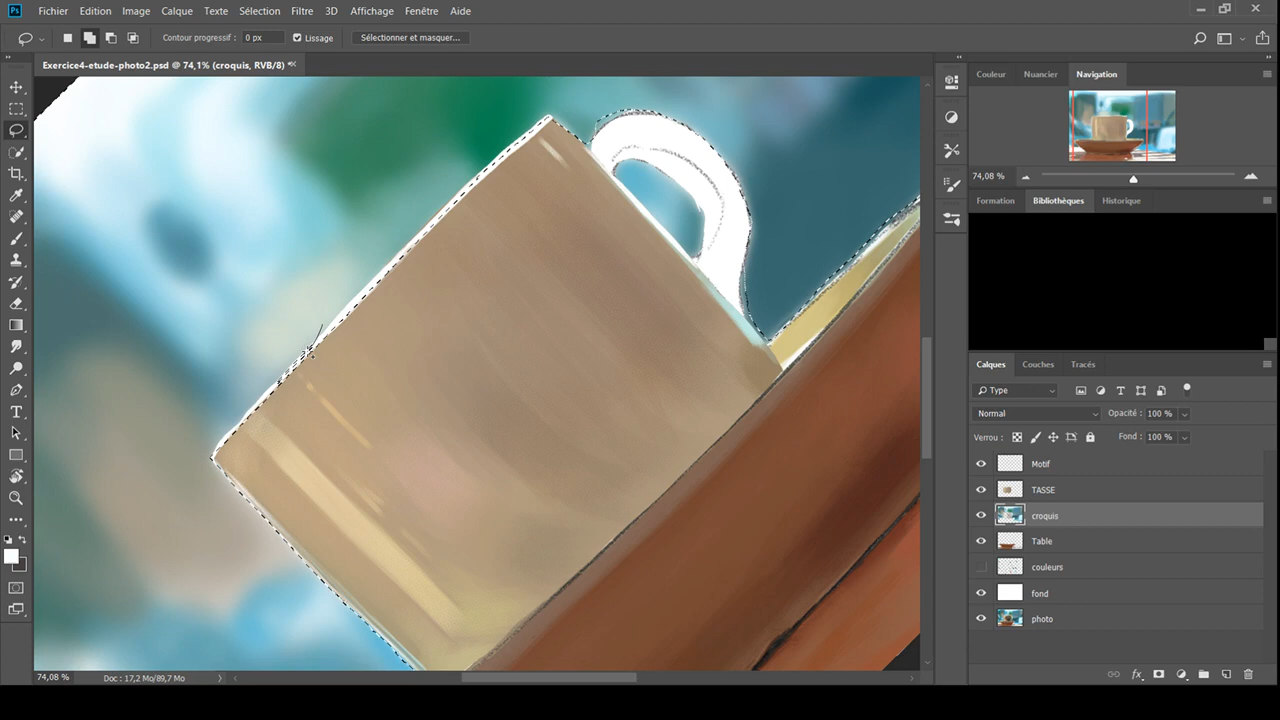 Ps Fichier Edition Image Calque Texte Sélection Filtre 3D Affichage Fenêtre Aide
Contour progressif : 0 px Lissage Sélectionner et masquer...
Exercice4-etude-photo2.psd @ 74,1% (croquis, RVB/8) *
Couleur Nuancier Navigation
74,08 %
Formation Bibliothèques Historique
Calques Couches Tracés
Type
Normal Opacité : 100 %
Verrou : Fond : 100 %
Motif
TASSE
croquis
Table
couleurs
fond
photo
74,08 % Doc : 17,2 Mo/89,7 Mo